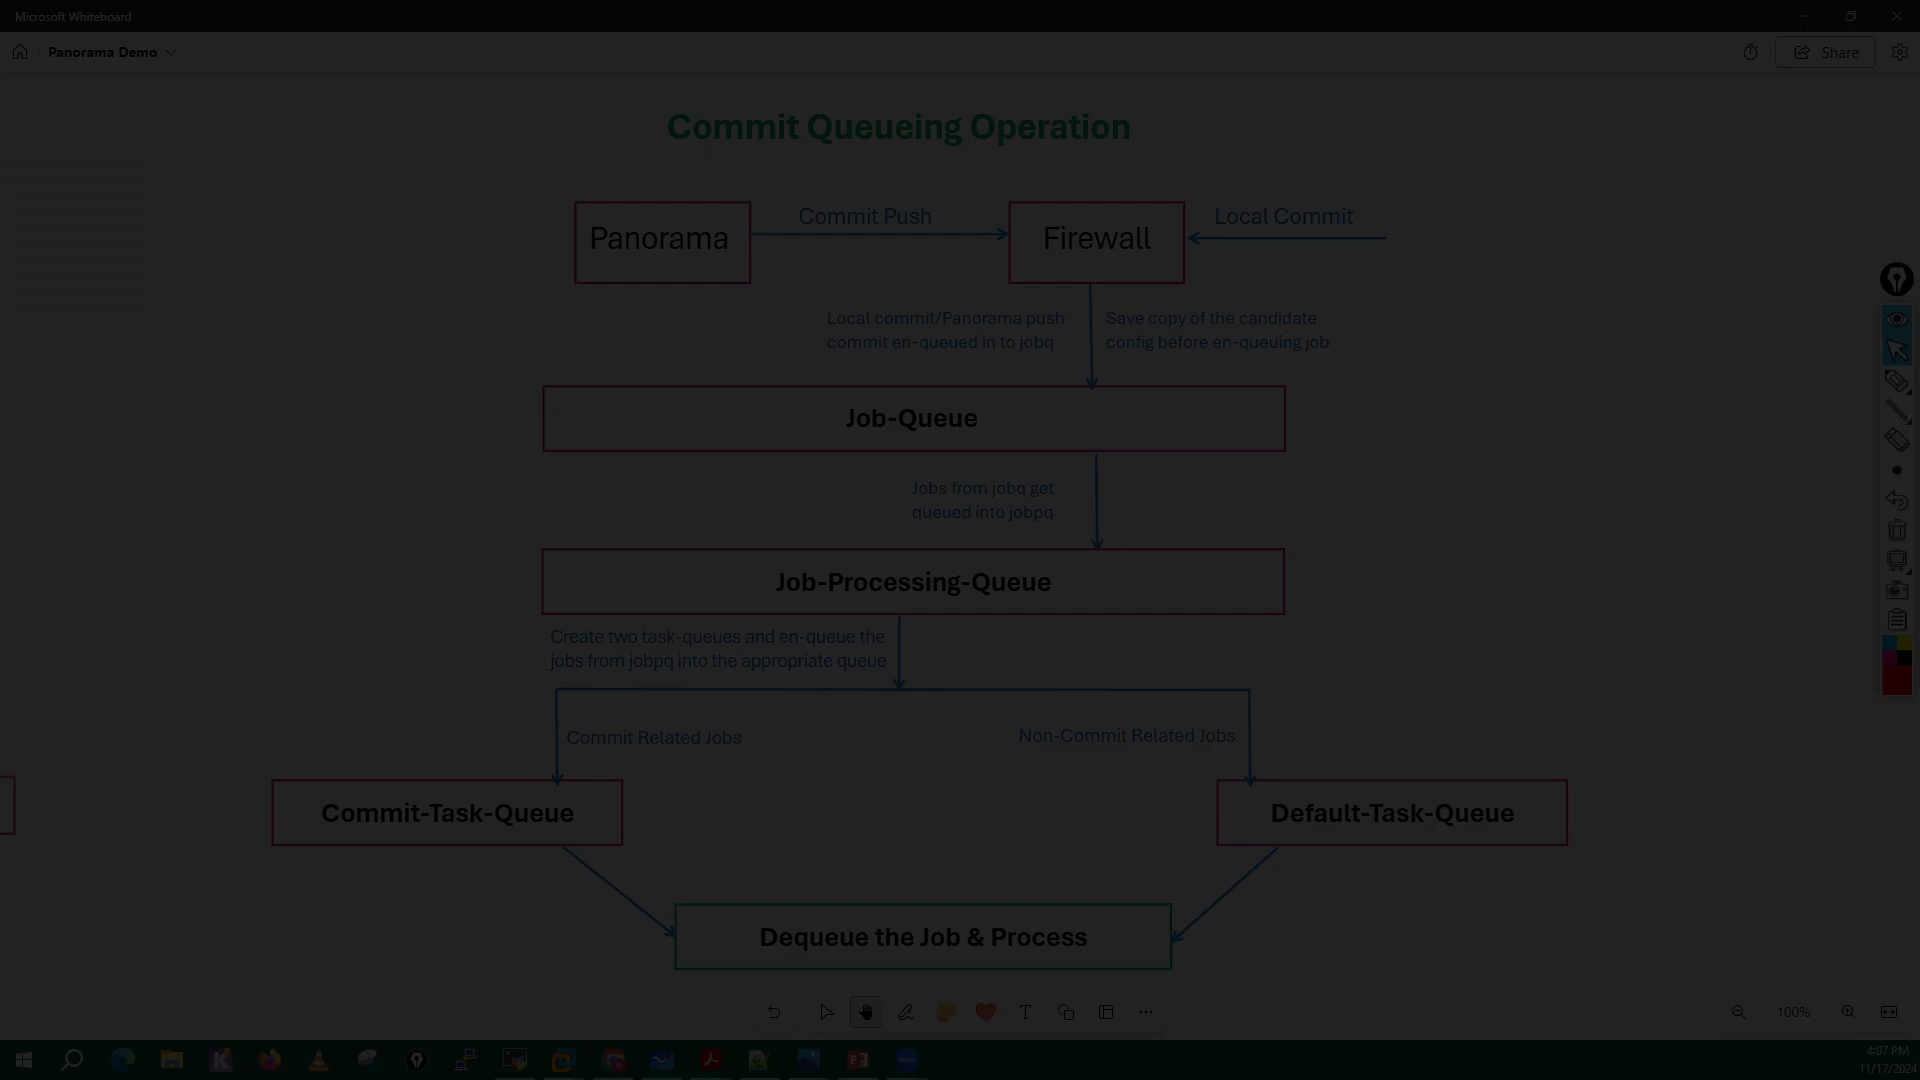 Microsoft Whiteboard
Panorama Demo
Share
Commit Queueing Operation
Panorama
Commit Push
Firewall
Local Commit
Local commit/Panorama push
commit en-queued in to jobq
Save copy of the candidate
config before en-queuing job
Job-Queue
Jobs from jobq get
queued into jobpq
Job-Processing-Queue
Create two task-queues and en-queue the
jobs from jobpq into the appropriate queue
Commit Related Jobs
Non-Commit Related Jobs
Commit-Task-Queue
Default-Task-Queue
Dequeue the Job & Process
100%
4:07 PM
11/17/2024